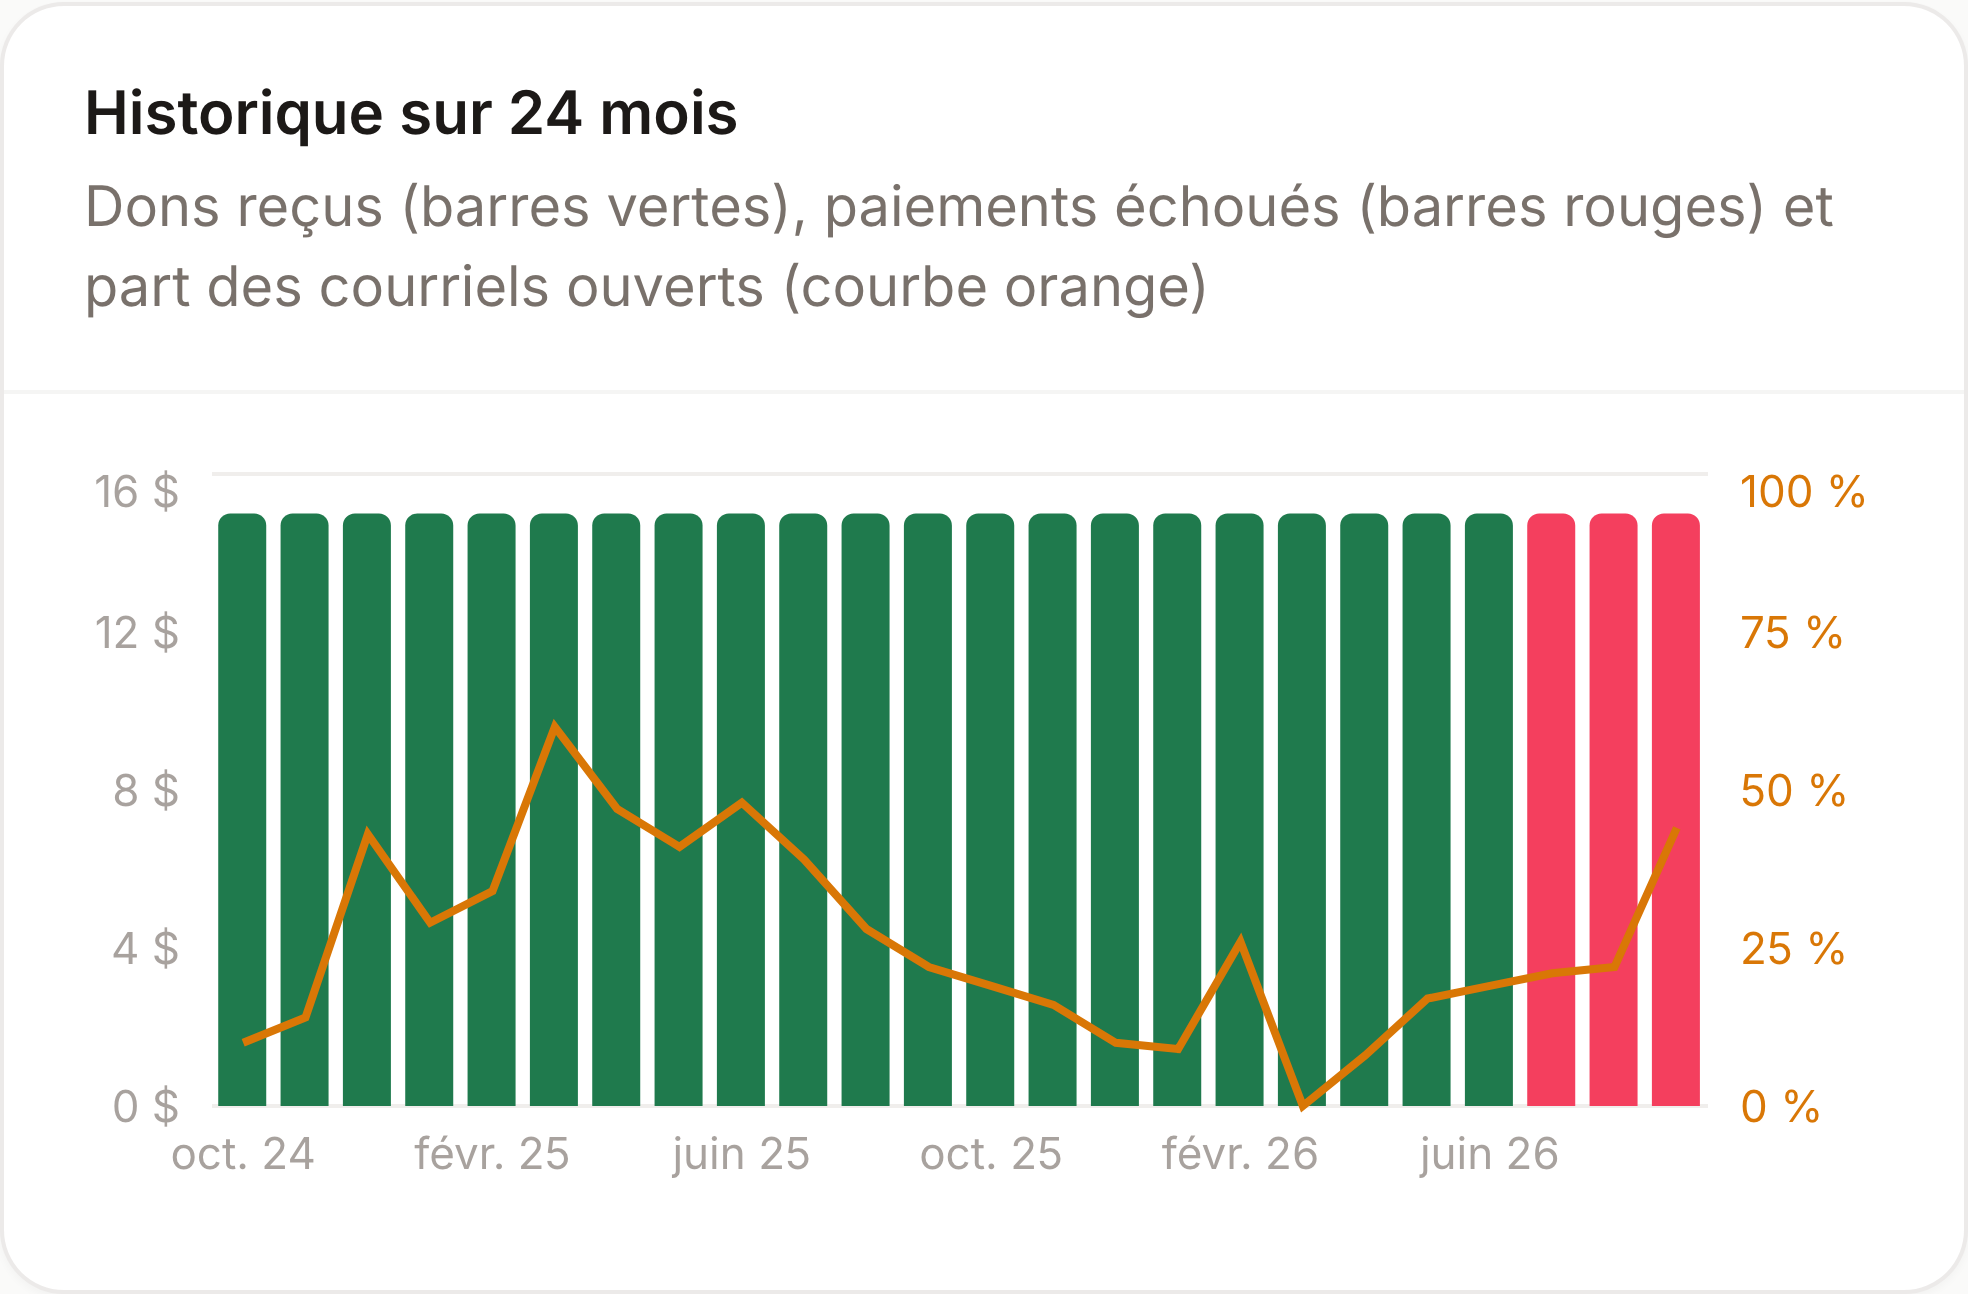 Historique sur 24 mois
Dons reçus (barres vertes), paiements échoués (barres rouges) et
part des courriels ouverts (courbe orange)
16 $
100 %
12 $
75 %
8 $
50 %
4 $
25 %
0 $
0 %
oct. 24
févr. 25
juin 25
oct. 25
févr. 26
juin 26